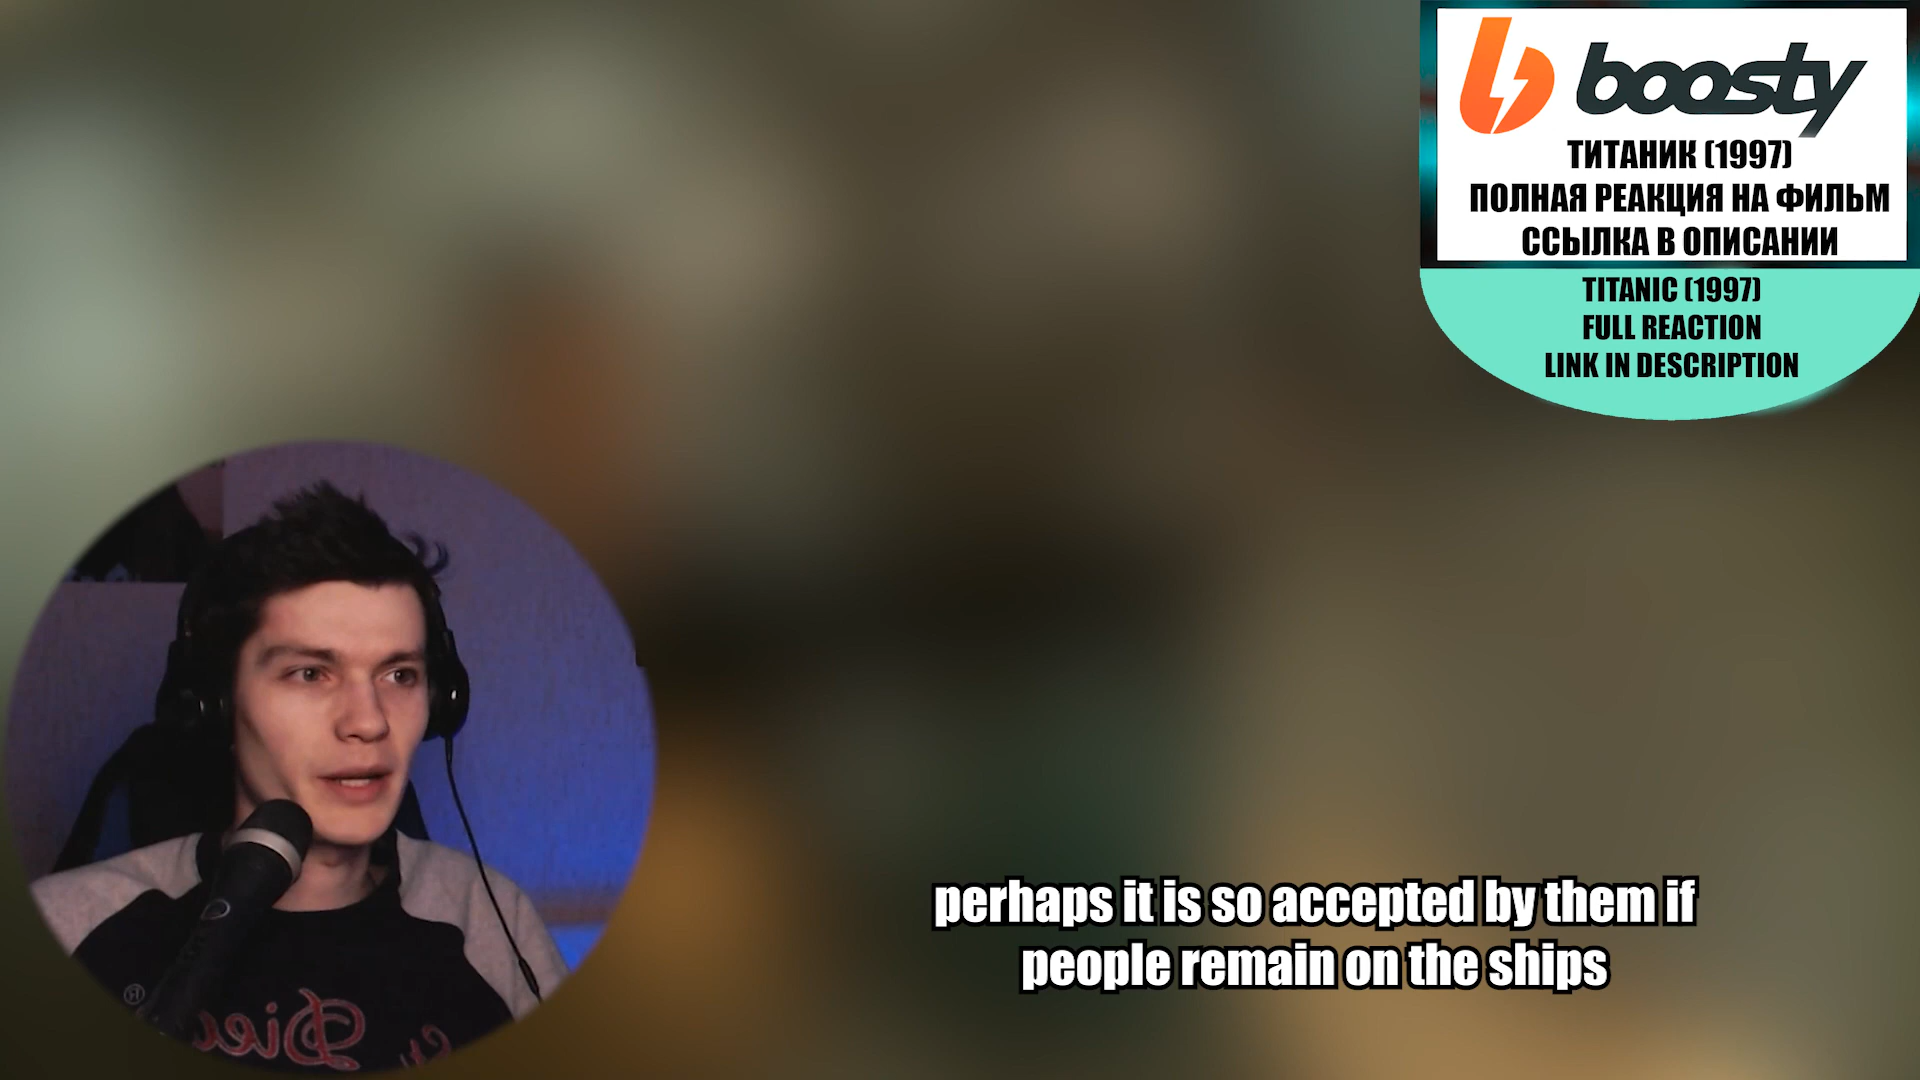 boosty
ТИТАНИК (1997)
ПОЛНАЯ РЕАКЦИЯ НА ФИЛЬМ
ССЫЛКА В ОПИСАНИИ
TITANIC (1997)
FULL REACTION
LINK IN DESCRIPTION
perhaps it is so accepted by them if
people remain on the ships